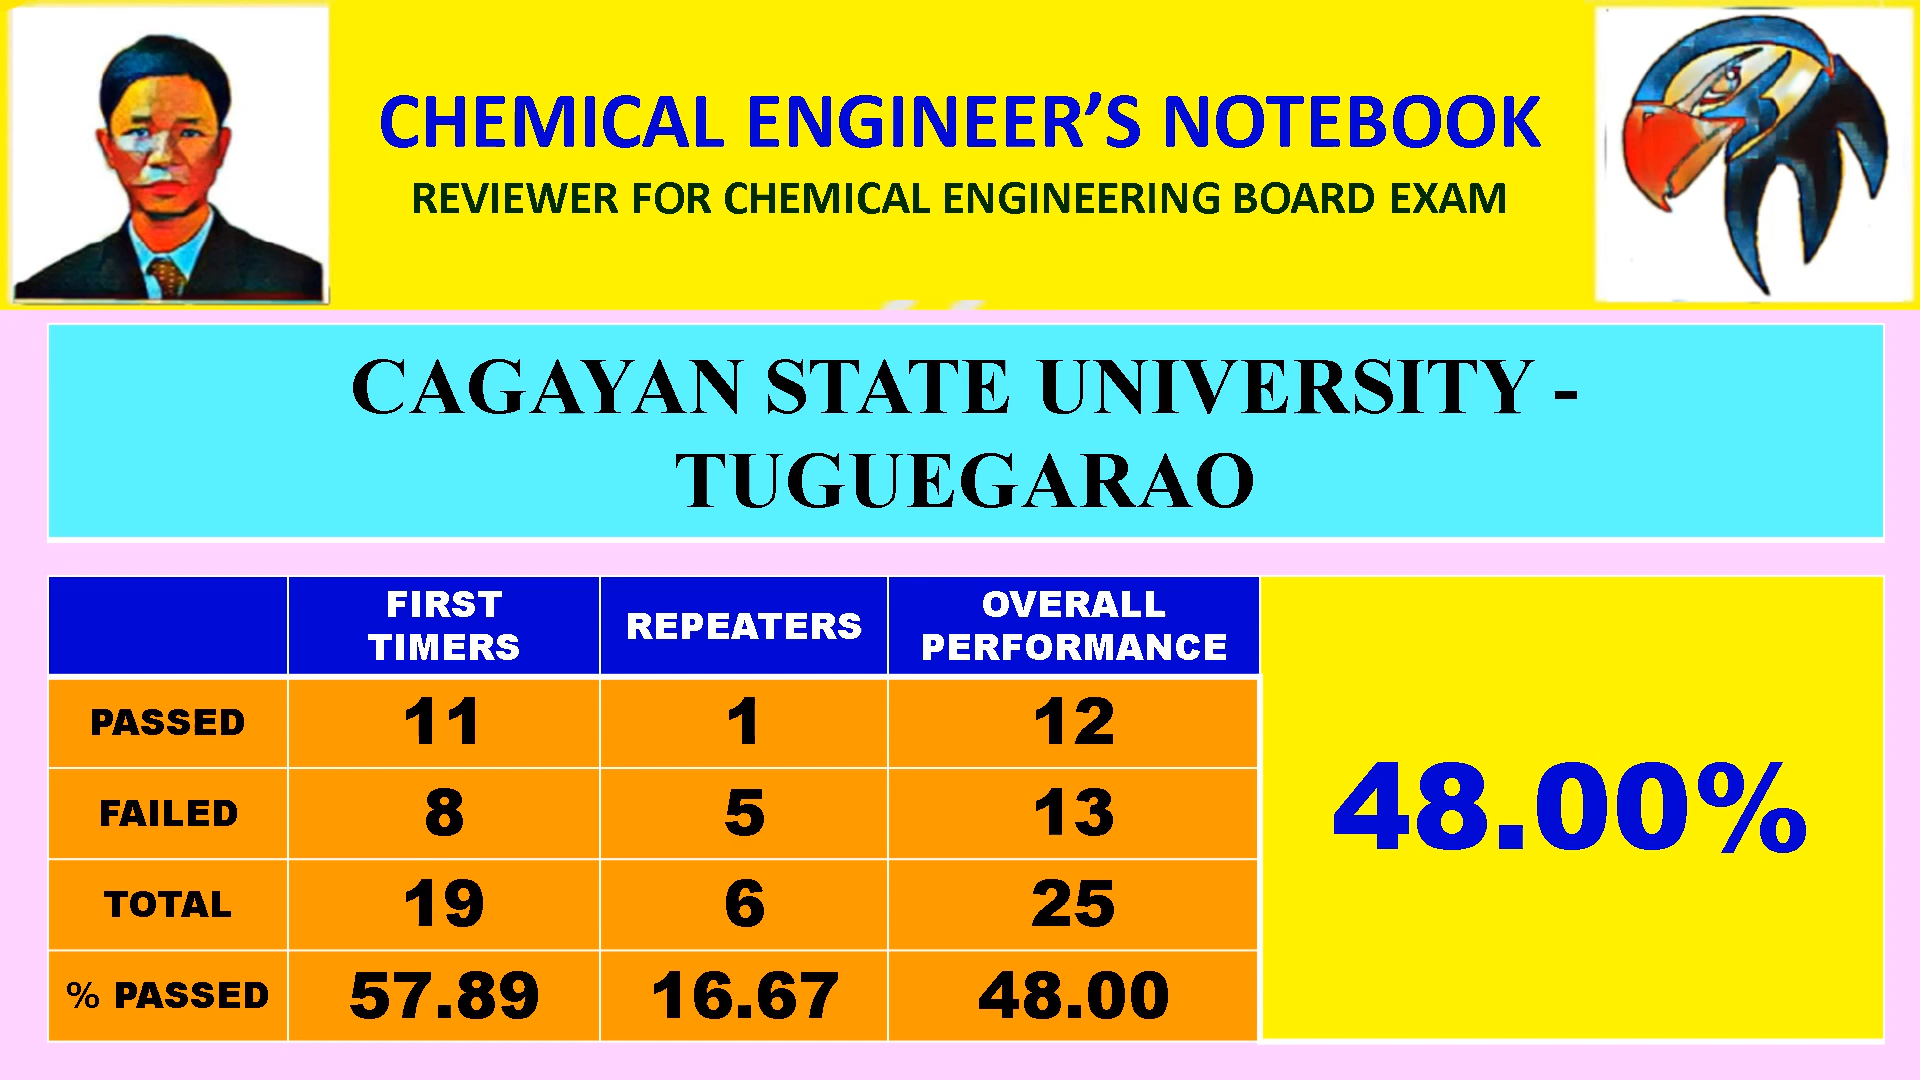 CHEMICAL ENGINEER’S NOTEBOOK
REVIEWER FOR CHEMICAL ENGINEERING BOARD EXAM
CAGAYAN STATE UNIVERSITY -
TUGUEGARAO
FIRST
TIMERS
REPEATERS
OVERALL
PERFORMANCE
PASSED 11 1 12
FAILED 8 5 13
TOTAL 19 6 25
% PASSED 57.89 16.67 48.00
48.00%